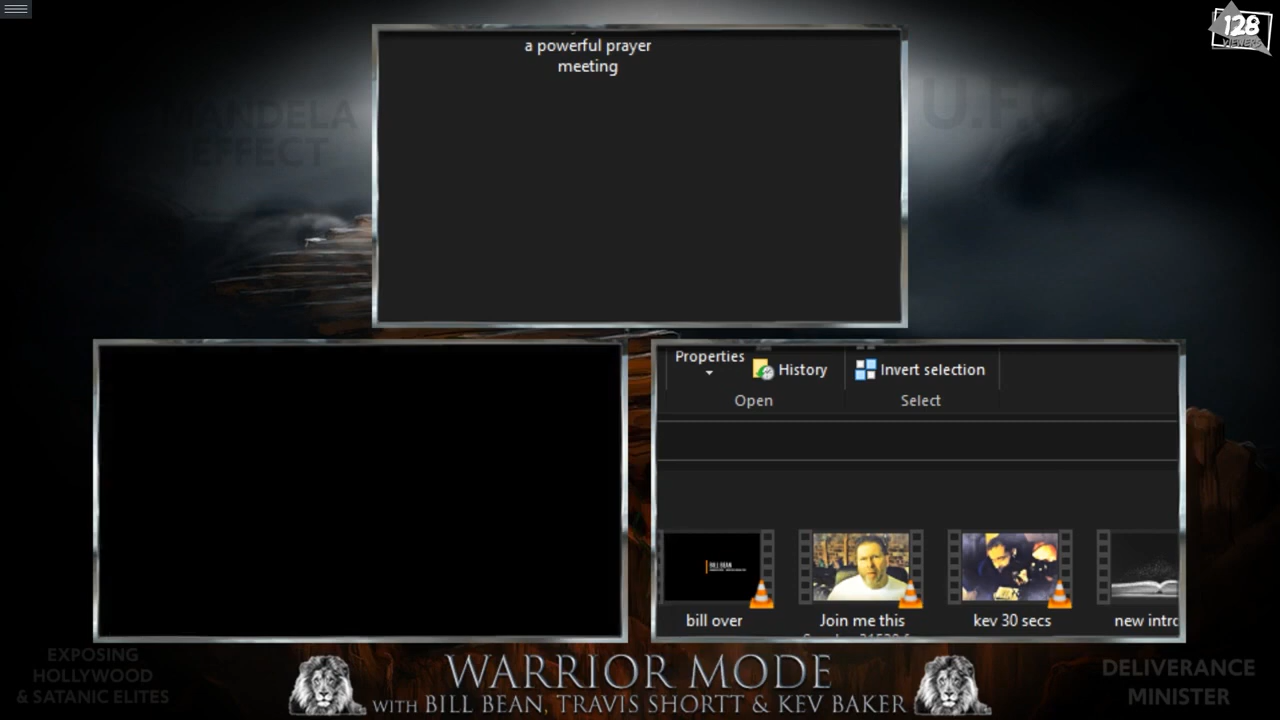 128
VIEWERS
a powerful prayer
meeting
MANDELA
EFFECT
U.F.O
Properties
History
Invert selection
Open
Select
BILL BEAN
bill over
Join me this
kev 30 secs
new intro
EXPOSING
HOLLYWOOD
& SATANIC ELITES
WARRIOR MODE
WITH BILL BEAN, TRAVIS SHORTT & KEV BAKER
DELIVERANCE
MINISTER